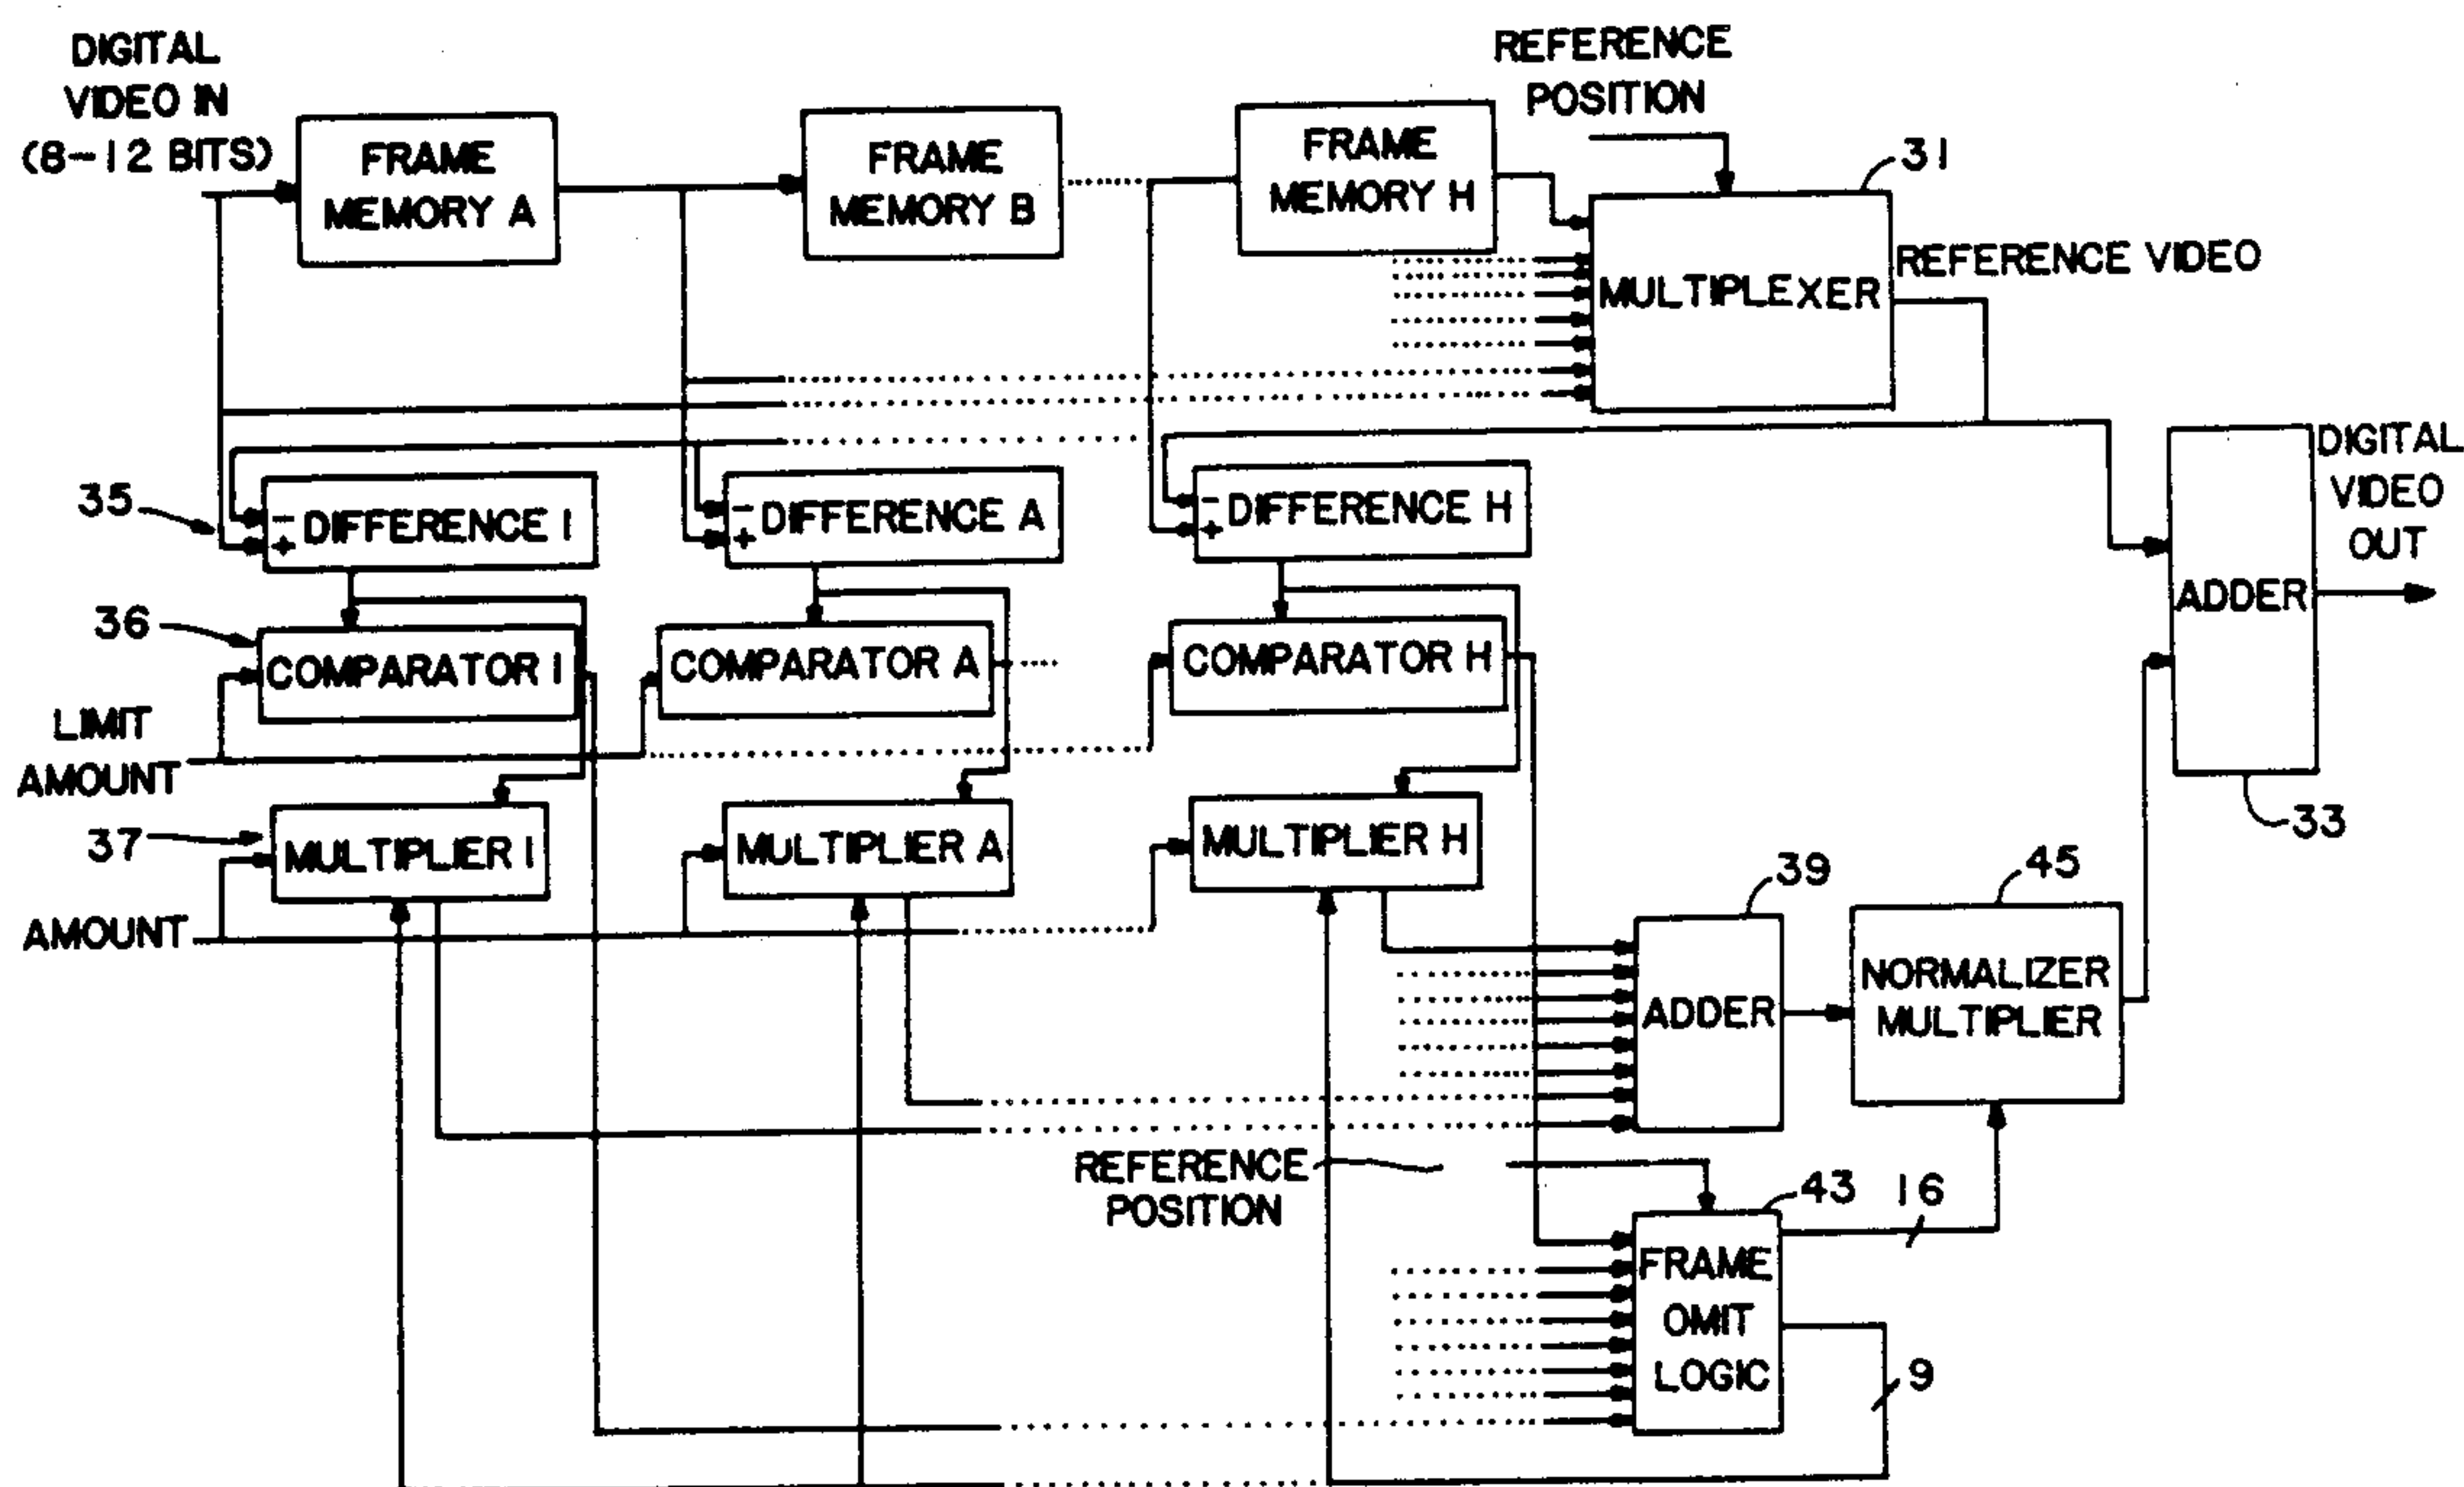 DIGITAL
VIDEO IN
(8-12 BITS)
FRAME
MEMORY A
FRAME
MEMORY B
FRAME
MEMORY H
REFERENCE
POSITION
31
MULTIPLEXER
REFERENCE VIDEO
35
- DIFFERENCE I
+
- DIFFERENCE A
+
- DIFFERENCE H
+
DIGITAL
VIDEO
OUT
ADDER
33
36
COMPARATOR I
COMPARATOR A
COMPARATOR H
LIMIT
AMOUNT
37
MULTIPLIER I
MULTIPLIER A
MULTIPLIER H
AMOUNT
39
ADDER
45
NORMALIZER
MULTIPLIER
REFERENCE
POSITION
43
16
FRAME
OMIT
LOGIC
9